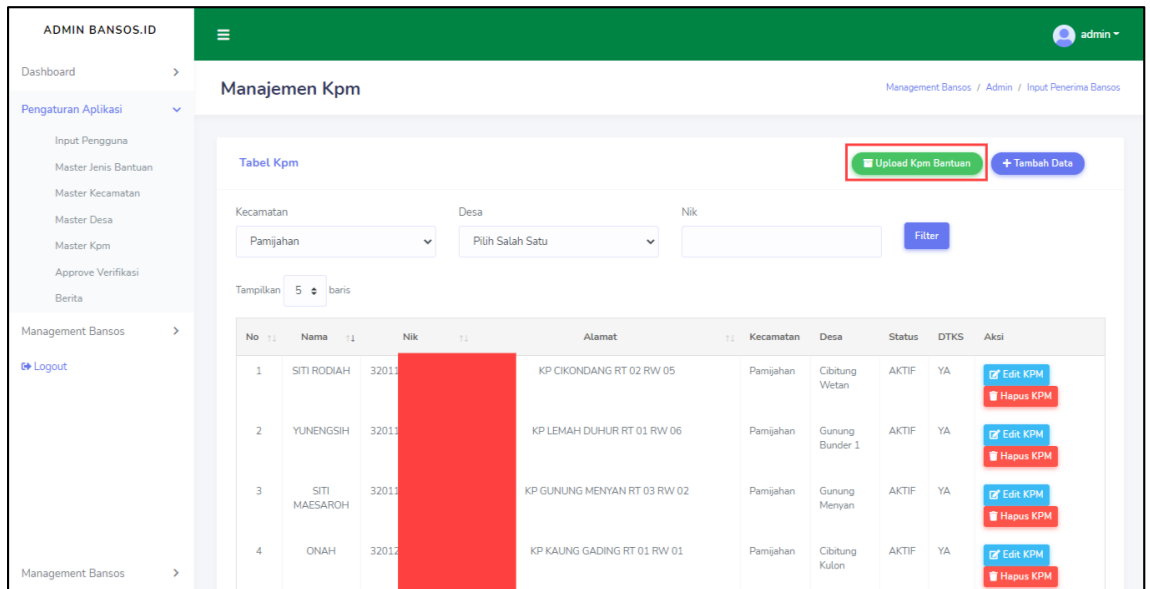 ADMIN BANSOS.ID
admin
Dashboard
Manajemen Kpm
Management Bansos / Admin / Input Penerima Bansos
Pengaturan Aplikasi
Input Pengguna
Master Jenis Bantuan
Master Kecamatan
Master Desa
Master Kpm
Approve Verifikasi
Berita
Management Bansos
Logout
Management Bansos
Tabel Kpm
Upload Kpm Bantuan
+ Tambah Data
Kecamatan Desa Nik
Pamijahan Pilih Salah Satu Filter
Tampilkan 5 baris
No Nama Nik Alamat Kecamatan Desa Status DTKS Aksi
1 SITI RODIAH 32011 KP CIKONDANG RT 02 RW 05 Pamijahan Cibitung Wetan AKTIF YA Edit KPM
Hapus KPM
2 YUNENGSIH 32011 KP LEMAH DUHUR RT 01 RW 06 Pamijahan Gunung Bunder 1 AKTIF YA Edit KPM
Hapus KPM
3 SITI MAESAROH 32011 KP GUNUNG MENYAN RT 03 RW 02 Pamijahan Gunung Menyan AKTIF YA Edit KPM
Hapus KPM
4 ONAH 32012 KP KAUNG GADING RT 01 RW 01 Pamijahan Cibitung Kulon AKTIF YA Edit KPM
Hapus KPM